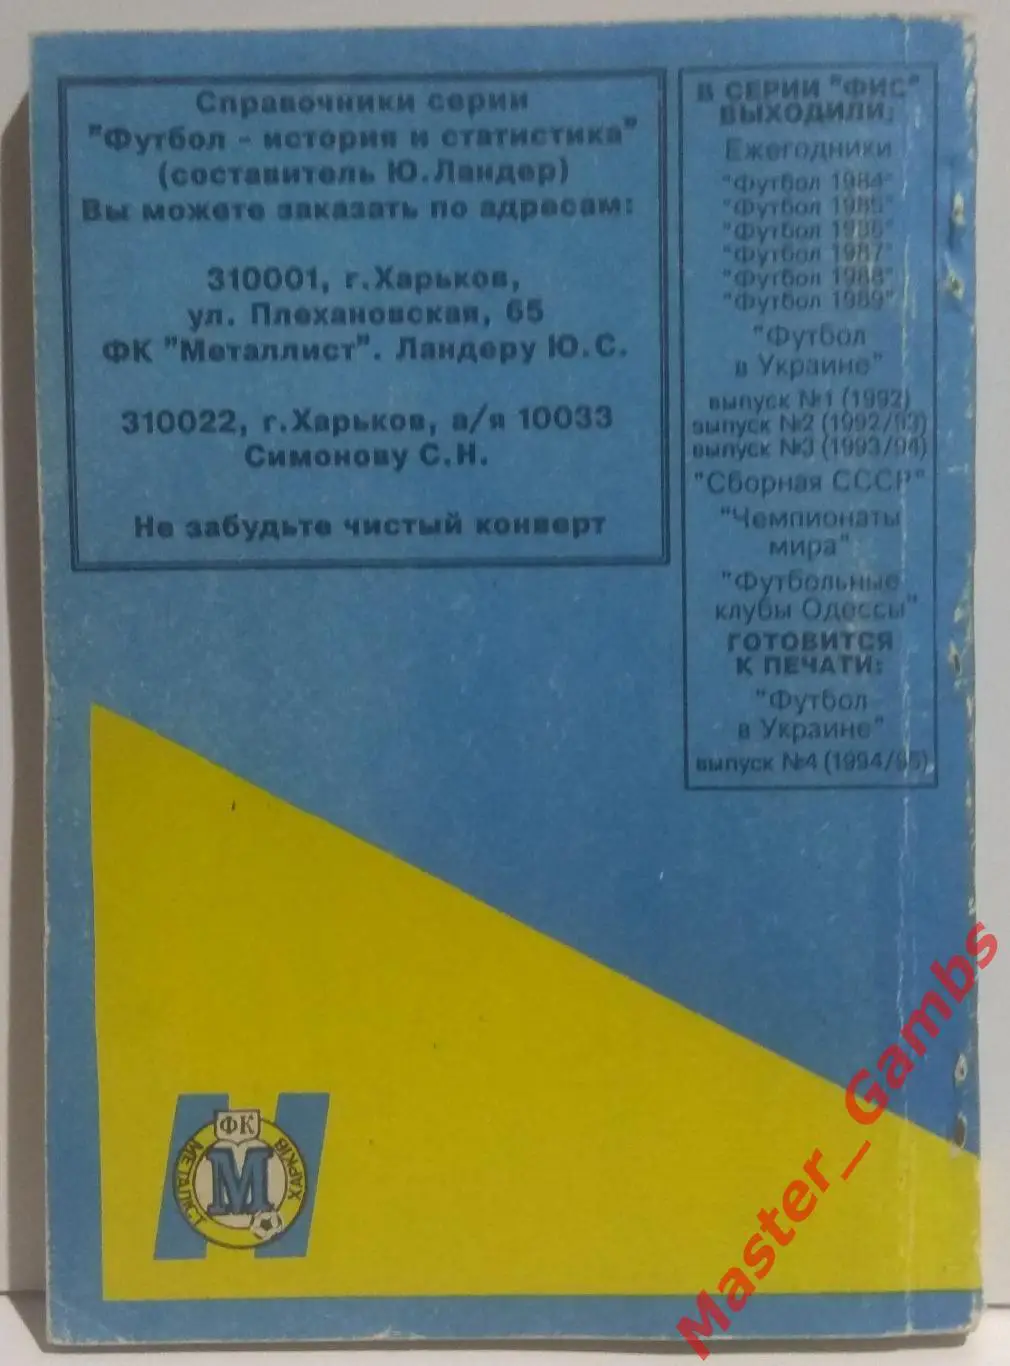 Справочники серии
"Футбол - история и статистика"
(составитель Ю.Ландер)
Вы можете заказать по адресам:
310001, г.Харьков,
ул. Плехановская, 65
ФК "Металлист". Ландеру Ю.С.
310022, г.Харьков, а/я 10033
Симонову С.Н.
Не забудьте чистый конверт
В СЕРИИ "ФИС"
ВЫХОДИЛИ:
Ежегодники
"Футбол 1984"
"Футбол 1985"
"Футбол 1986"
"Футбол 1987"
"Футбол 1988"
"Футбол 1989"
"Футбол
в Украине"
выпуск №1 (1992)
выпуск №2 (1992/93)
выпуск №3 (1993/94)
"Сборная СССР"
"Чемпионаты
мира"
"Футбольные
клубы Одессы"
ГОТОВИТСЯ
К ПЕЧАТИ:
"Футбол
в Украине"
выпуск №4 (1994/95)
ФК
МЕТАЛІСТ
М
ХАРКІВ
Master_Gambs